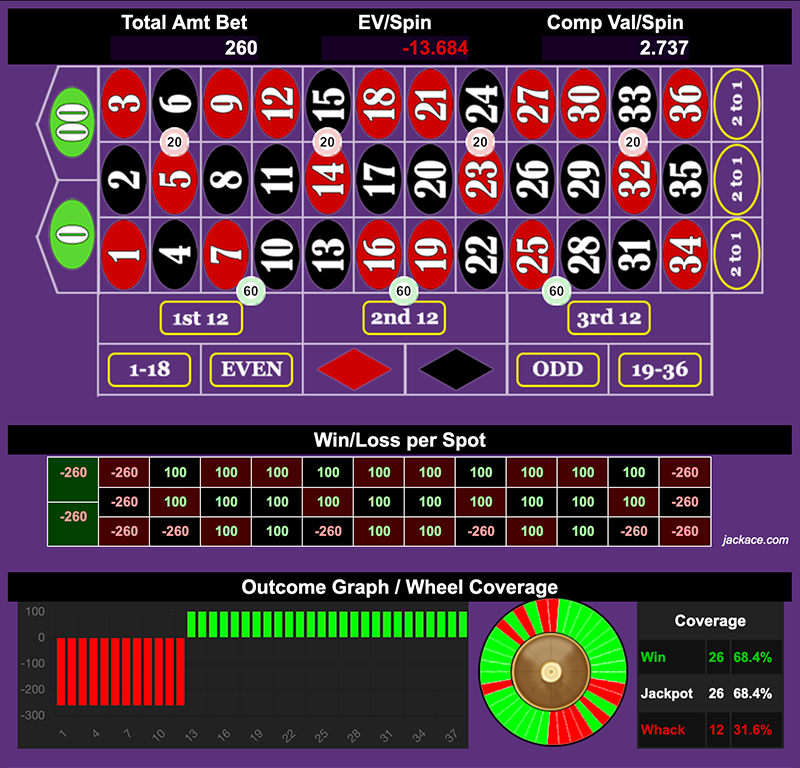 Total Amt Bet EV/Spin Comp Val/Spin
260 -13.684 2.737
00 3 6 9 12 15 18 21 24 27 30 33 36 2 to 1
20 20 20 20
2 5 8 11 14 17 20 23 26 29 32 35 2 to 1
0 1 4 7 10 13 16 19 22 25 28 31 34 2 to 1
60 60 60
1st 12 2nd 12 3rd 12
1-18 EVEN ODD 19-36
Win/Loss per Spot
-260 -260 100 100 100 100 100 100 100 100 100 100 -260
-260 100 100 100 100 100 100 100 100 100 100 -260
-260 -260 -260 100 100 -260 100 100 -260 100 100 -260 -260
jackace.com
Outcome Graph / Wheel Coverage
100
0
-100
-200
-300
1 4 7 10 13 16 19 22 25 28 31 34 37
Coverage
Win 26 68.4%
Jackpot 26 68.4%
Whack 12 31.6%